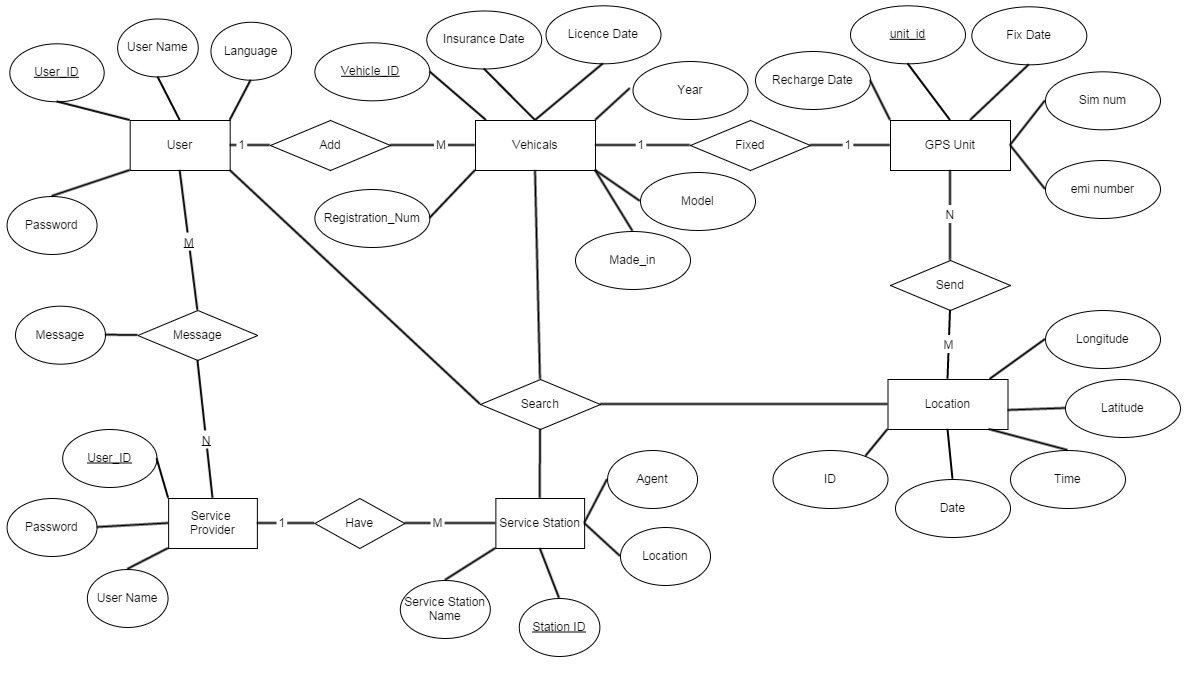 User_ID
User Name
Language
Vehicle_ID
Insurance Date
Licence Date
Year
Recharge Date
unit_id
Fix Date
Sim num
User
1
Add
M
Vehicals
1
Fixed
1
GPS Unit
emi number
Password
Registration_Num
Model
Made_in
M
N
Send
Message
Message
M
Longitude
Search
Location
Latitude
N
User_ID
Agent
ID
Date
Time
Password
Service
Provider
1
Have
M
Service Station
Location
User Name
Service Station
Name
Station ID